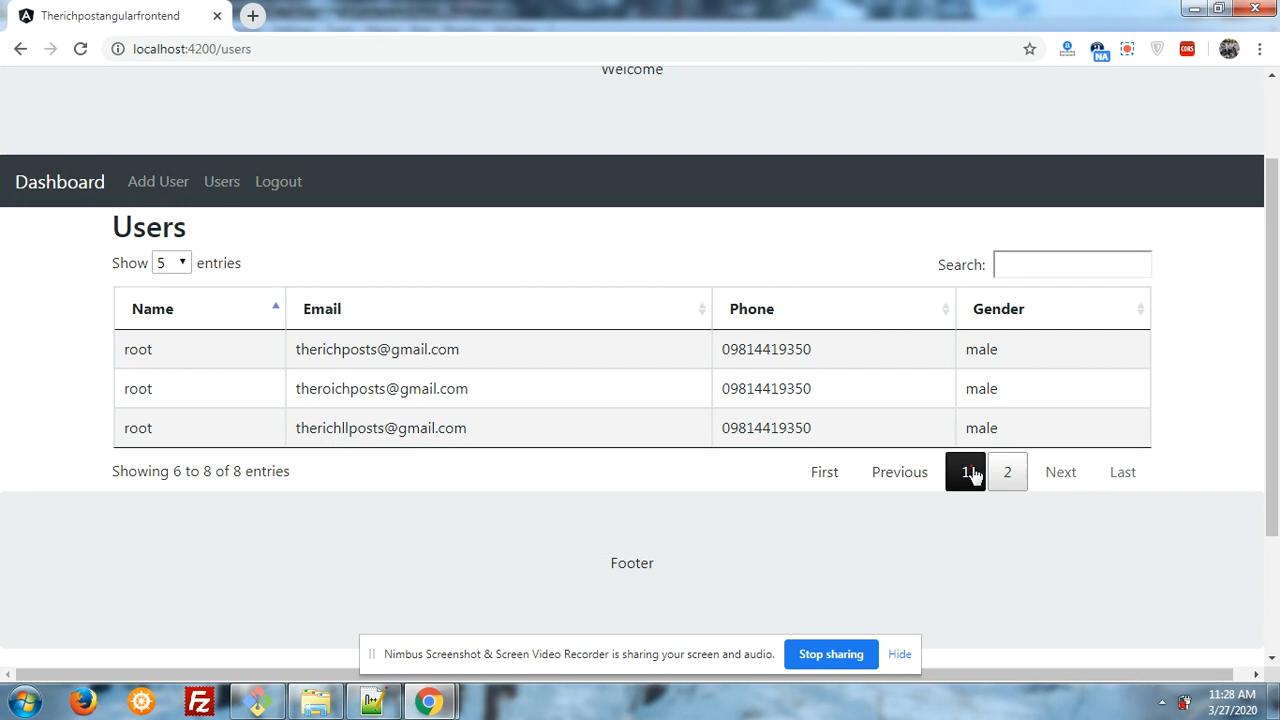 Therichpostangularfrontend
localhost:4200/users
NA
CORS
Welcome
Dashboard Add User Users Logout
Users
Show 5 entries
Search:
Name Email Phone Gender
root therichposts@gmail.com 09814419350 male
root theroichposts@gmail.com 09814419350 male
root therichllposts@gmail.com 09814419350 male
Showing 6 to 8 of 8 entries
First Previous 1 2 Next Last
Footer
Nimbus Screenshot & Screen Video Recorder is sharing your screen and audio. Stop sharing Hide
11:28 AM
3/27/2020